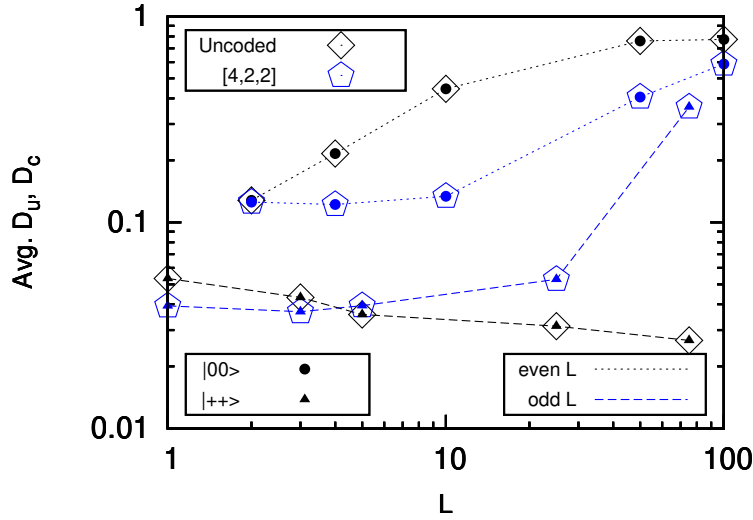 1
Uncoded
[4,2,2]
Avg. D_u, D_c
0.1
|00>
|++>
even L
odd L
0.01
1
10
100
L